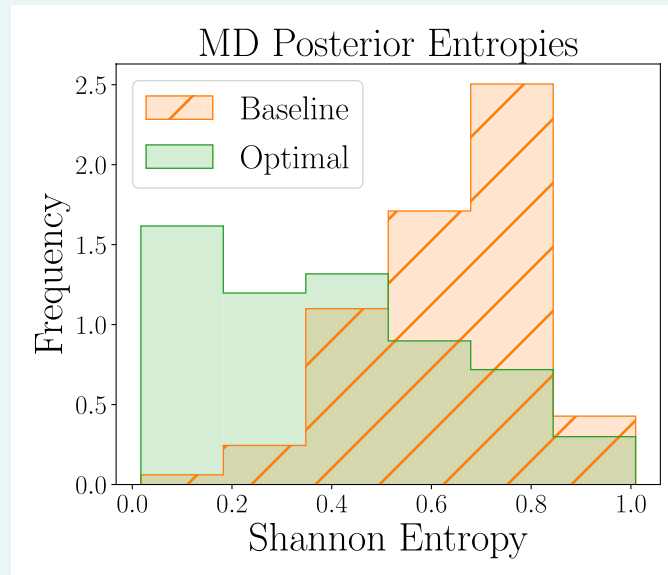 MD Posterior Entropies
Baseline
Optimal
Frequency
2.5
2.0
1.5
1.0
0.5
0.0
0.0 0.2 0.4 0.6 0.8 1.0
Shannon Entropy